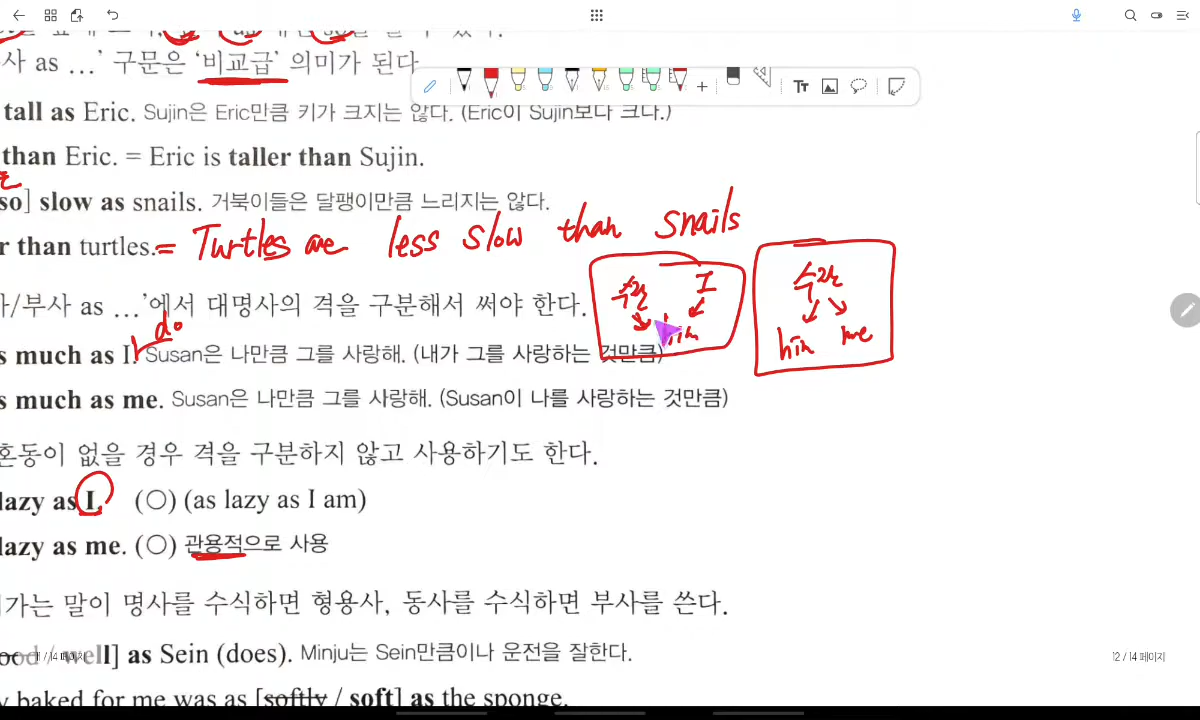 사 as …’ 구문은 ‘비교급’ 의미가 된다
Tт
tall as Eric. Sujin은 Eric만큼 키가 크지는 않다. (Eric이 Sujin보다 크다.)
than Eric. = Eric is taller than Sujin.
so] slow as snails. 거북이들은 달팽이만큼 느리지는 않다.
r than turtles. = Turtles are less slow than snails
/부사 as …’에서 대명사의 격을 구분해서 써야 한다.
수잔 I
him
수잔
him me
do
s much as I. Susan은 나만큼 그를 사랑해. (내가 그를 사랑하는 것만큼)
s much as me. Susan은 나만큼 그를 사랑해. (Susan이 나를 사랑하는 것만큼)
혼동이 없을 경우 격을 구분하지 않고 사용하기도 한다.
lazy as I. (○) (as lazy as I am)
lazy as me. (○) 관용적으로 사용
가는 말이 명사를 수식하면 형용사, 동사를 수식하면 부사를 쓴다.
ood / well] as Sein (does). Minju는 Sein만큼이나 운전을 잘한다.
/ 14 페이지
12 / 14 페이지
y baked for me was as [softly / soft] as the sponge.